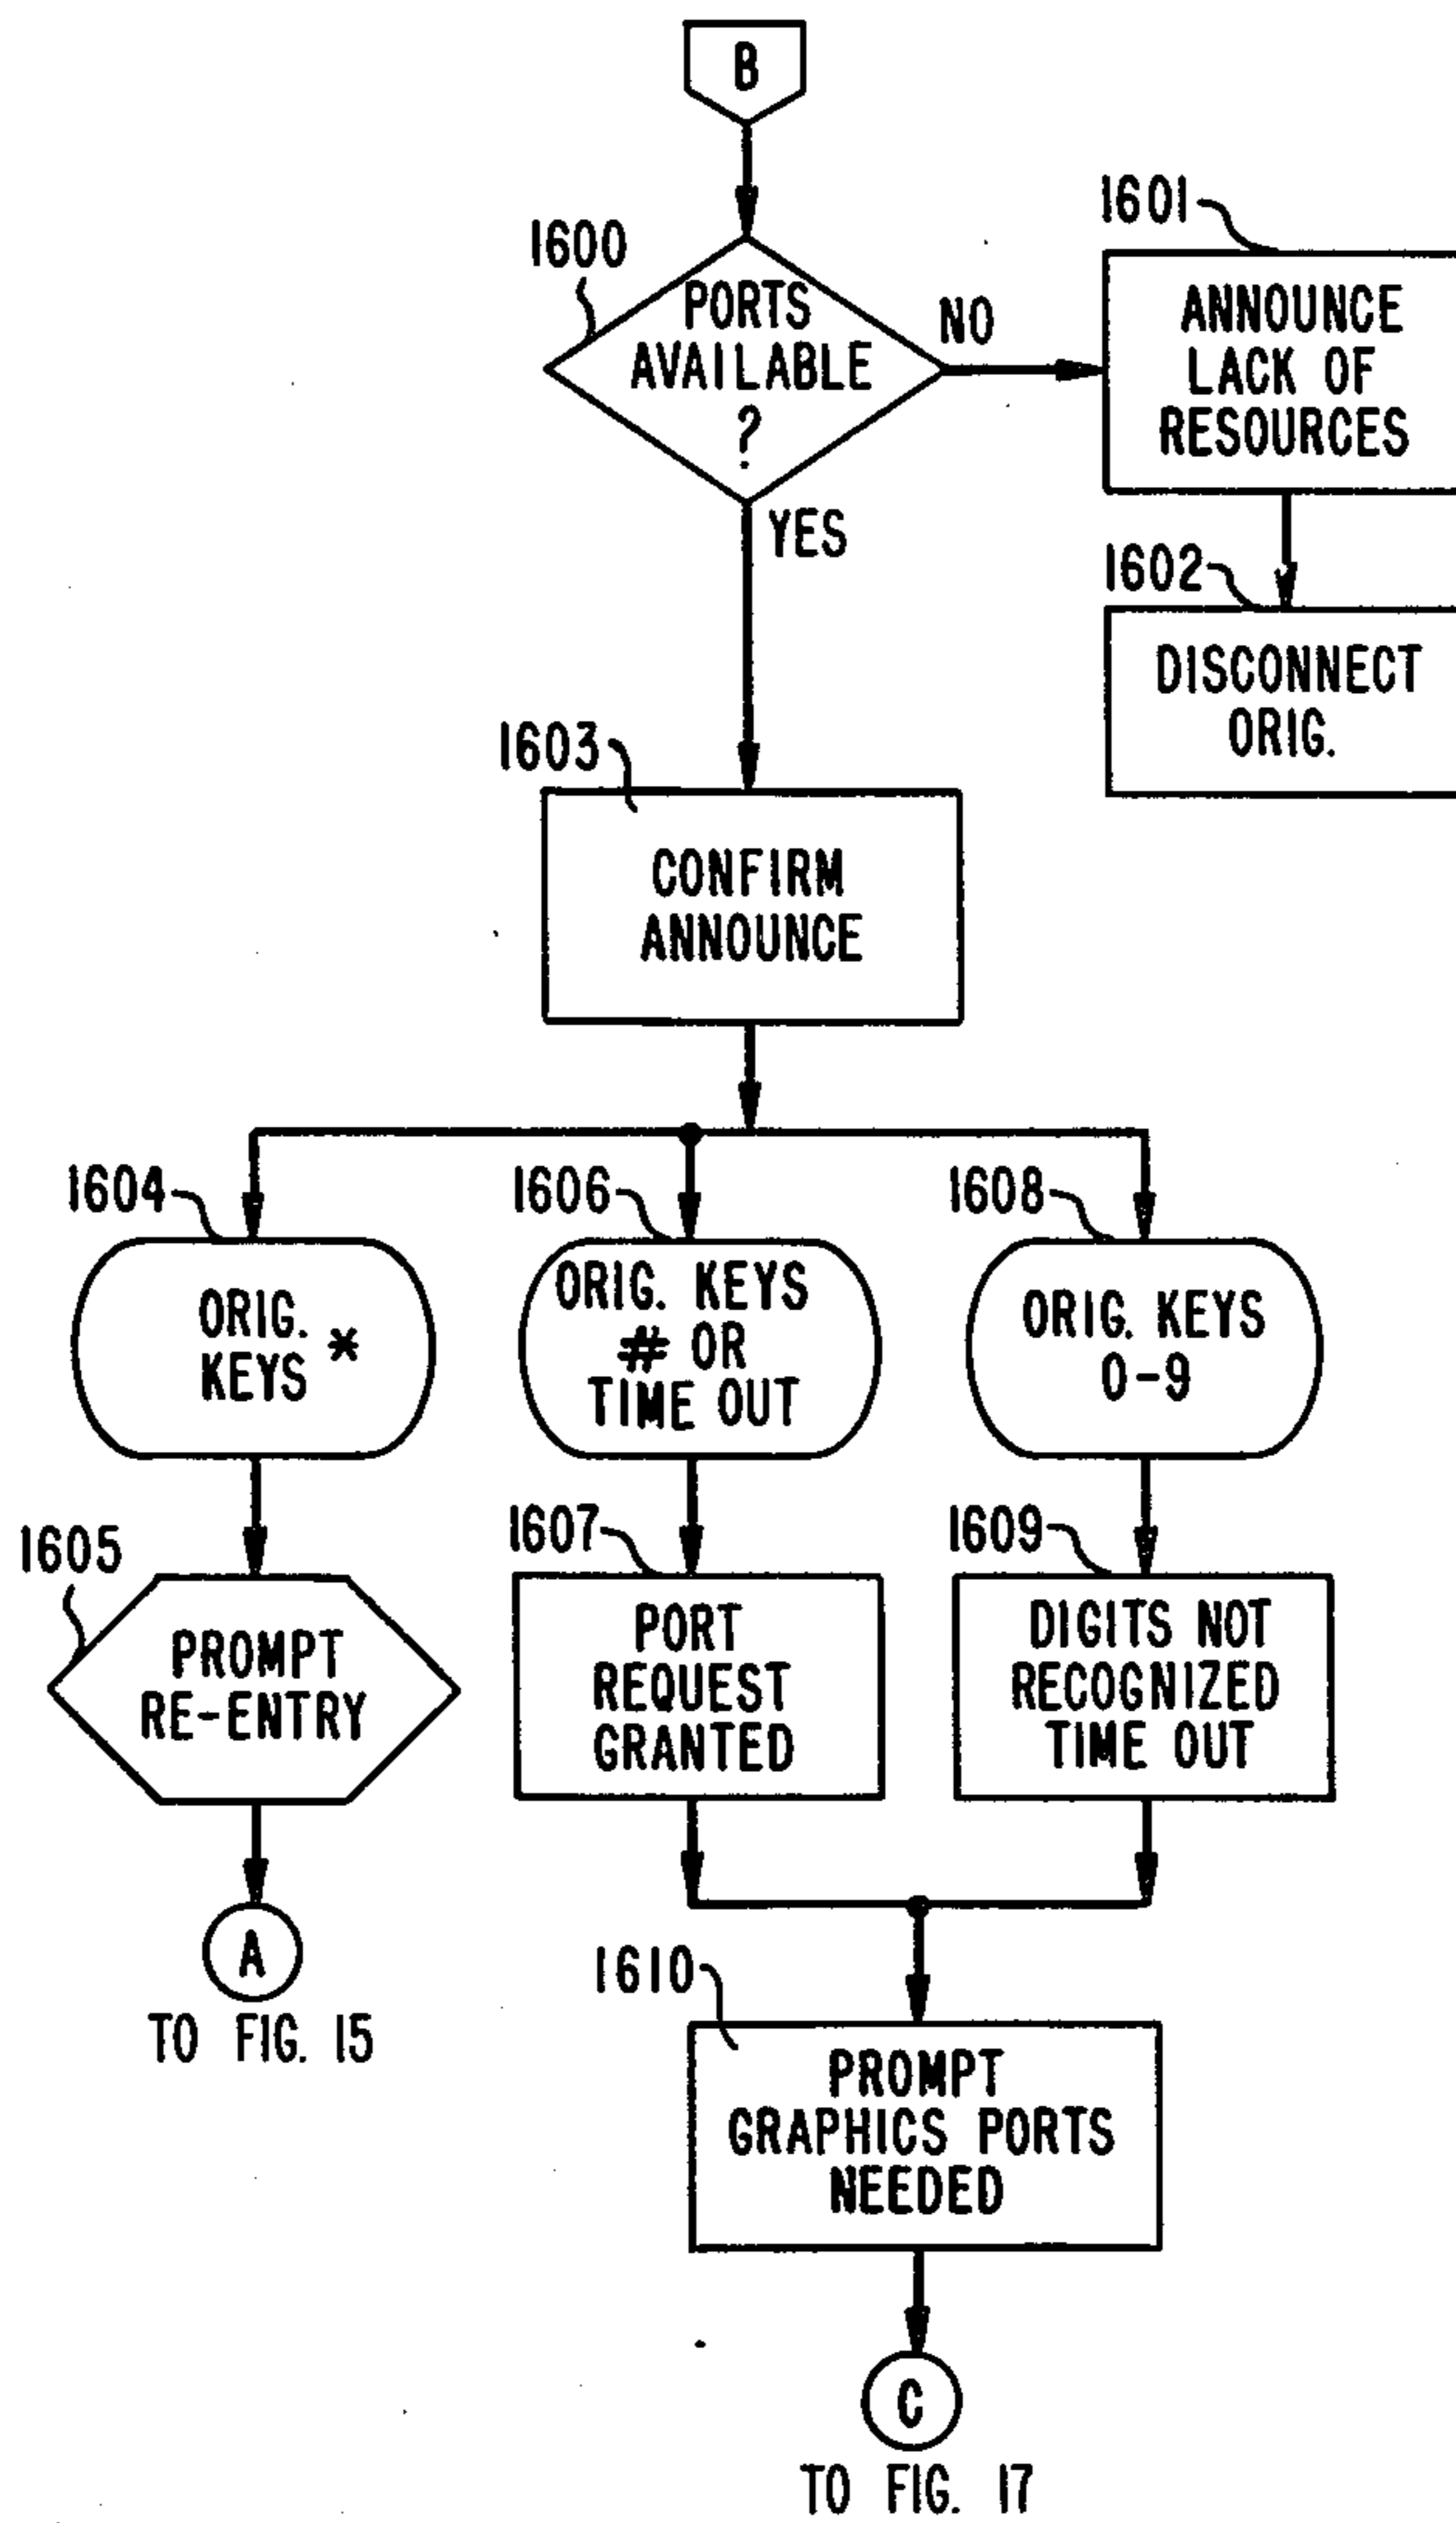 B
1600
PORTS
AVAILABLE
?
NO
YES
1601
ANNOUNCE
LACK OF
RESOURCES
1602
DISCONNECT
ORIG.
1603
CONFIRM
ANNOUNCE
1604
ORIG.
KEYS *
1606
ORIG. KEYS
# OR
TIME OUT
1608
ORIG. KEYS
0-9
1605
PROMPT
RE-ENTRY
1607
PORT
REQUEST
GRANTED
1609
DIGITS NOT
RECOGNIZED
TIME OUT
A
TO FIG. 15
1610
PROMPT
GRAPHICS PORTS
NEEDED
C
TO FIG. 17